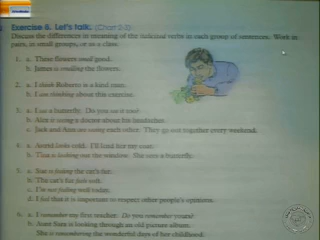 Exercise 8. Let's talk. (Chart 2-3)
Discuss the differences in meaning of the italicized verbs in each group of sentences. Work in
pairs, in small groups, or as a class.
1. a. These flowers smell good.
b. James is smelling the flowers.
2. a. I think Roberto is a kind man.
b. I am thinking about this exercise.
3. a. I see a butterfly. Do you see it too?
b. Alex is seeing a doctor about his headaches.
c. Jack and Ann are seeing each other. They go out together every weekend.
4. a. Astrid looks cold. I'll lend her my coat.
b. Tina is looking out the window. She sees a butterfly.
5. a. Sue is feeling the cat's fur.
b. The cat's fur feels soft.
c. I'm not feeling well today.
d. I feel that it is important to respect other people's opinions.
6. a. I remember my first teacher. Do you remember yours?
b. Aunt Sara is looking through an old picture album.
She is remembering the wonderful days of her childhood.